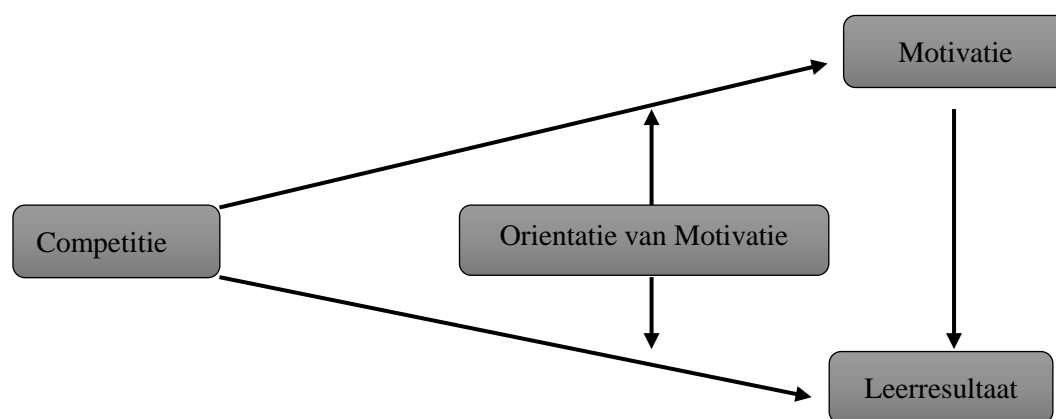 Motivatie
Competitie
Orientatie van Motivatie
Leerresultaat